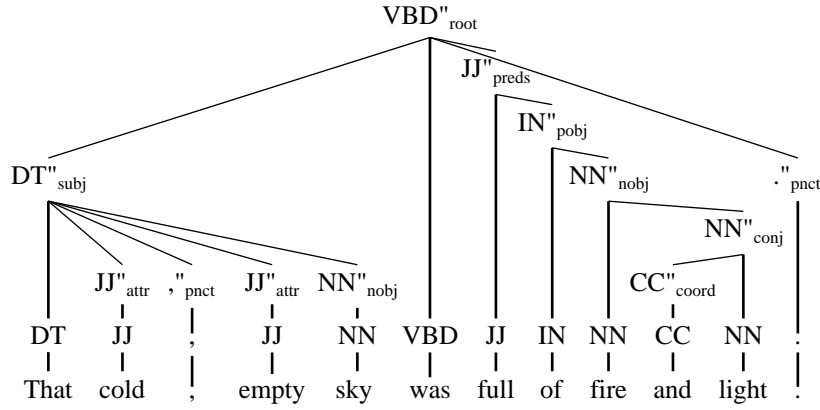 VBD"root
JJ"preds
IN"pobj
DT"subj NN"nobj ."pnct
NN"conj
JJ"attr ,"pnct JJ"attr NN"nobj CC"coord
DT JJ , JJ NN VBD JJ IN NN CC NN .
That cold , empty sky was full of fire and light .